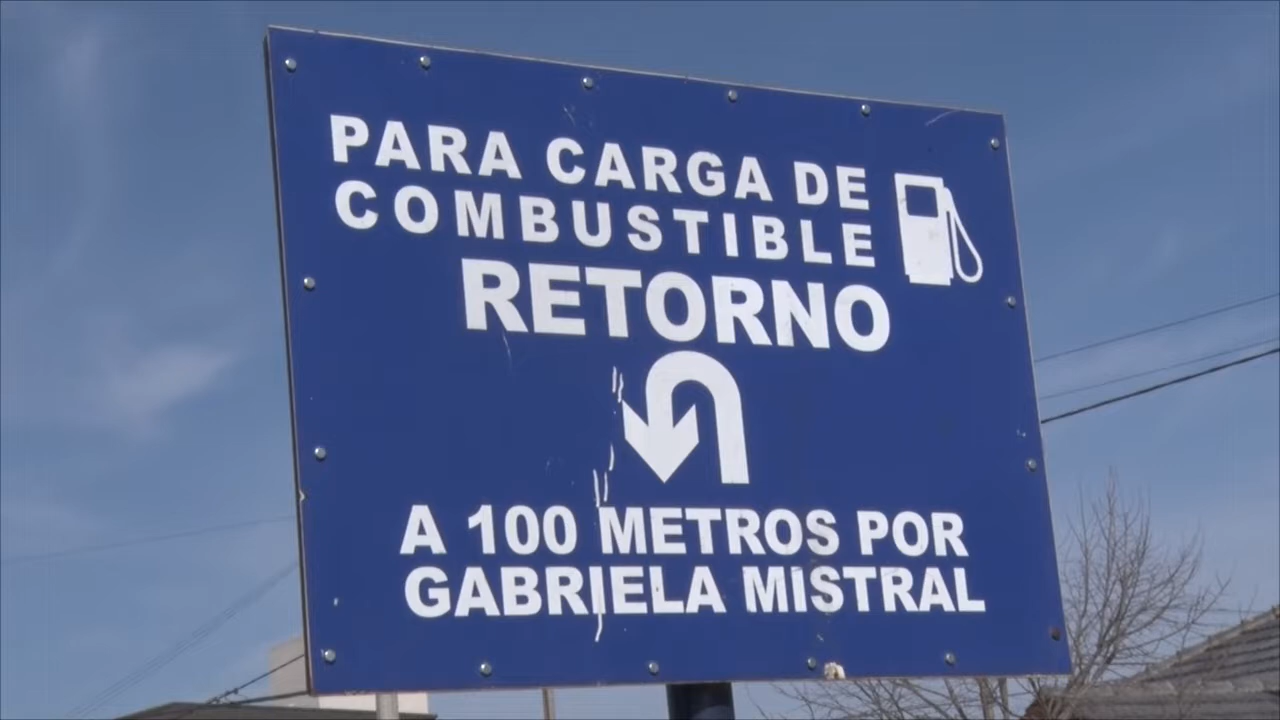 PARA CARGA DE
COMBUSTIBLE
RETORNO
A 100 METROS POR
GABRIELA MISTRAL